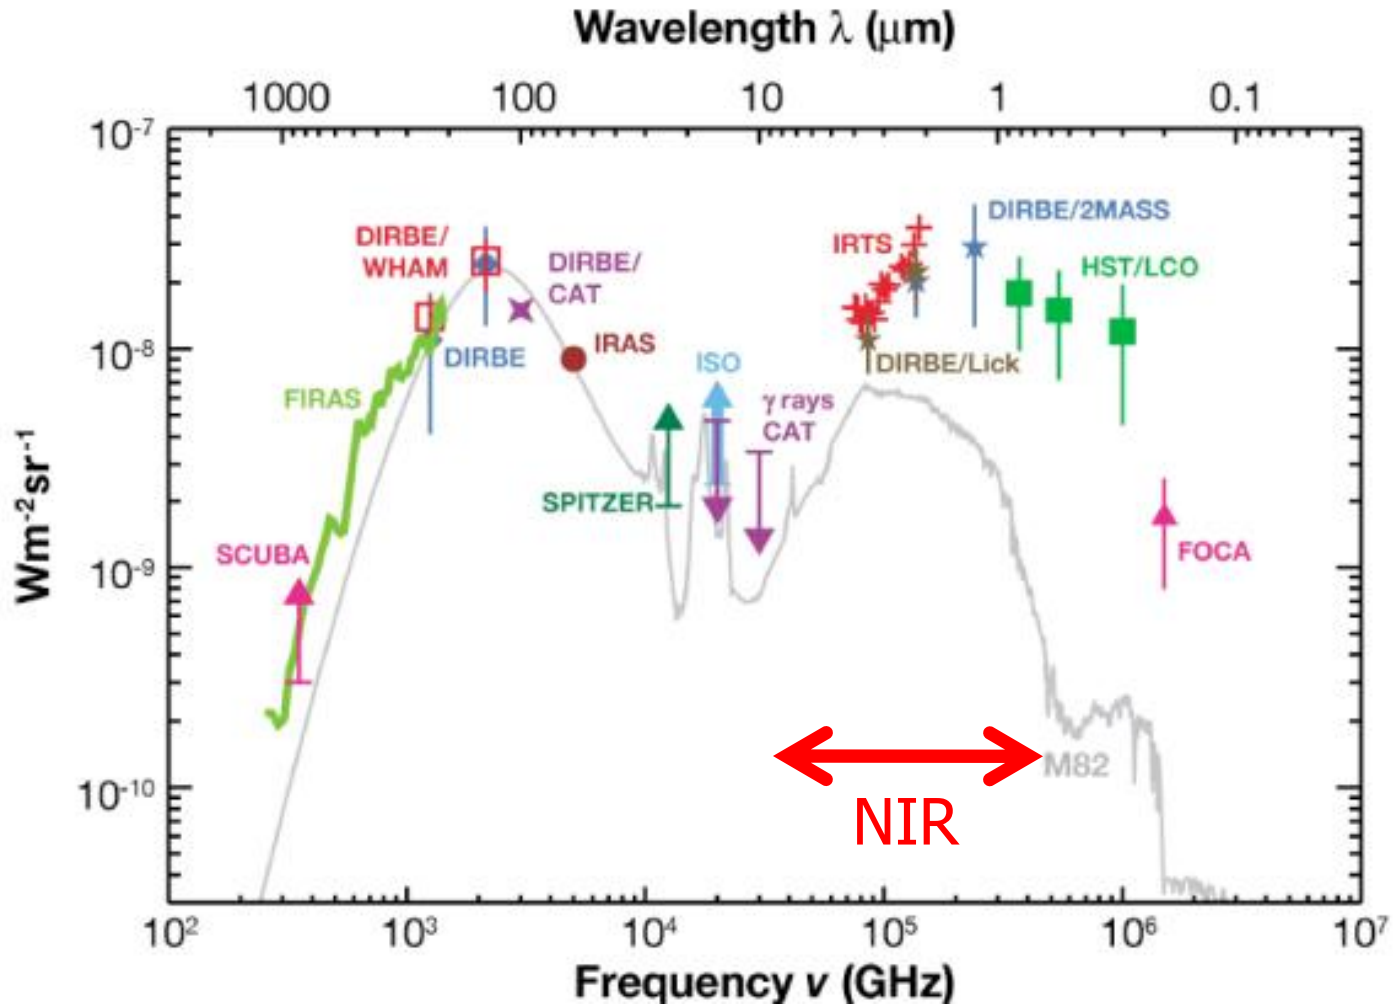 Wavelength λ (μm)
1000 100 10 1 0.1
10-7
10-8
10-9
10-10
Wm-2sr-1
DIRBE/
WHAM
DIRBE/
CAT
DIRBE
IRAS
FIRAS
SCUBA
SPITZER
ISO
γ rays
CAT
IRTS
DIRBE/Lick
DIRBE/2MASS
HST/LCO
FOCA
M82
NIR
102 103 104 105 106 107
Frequency ν (GHz)